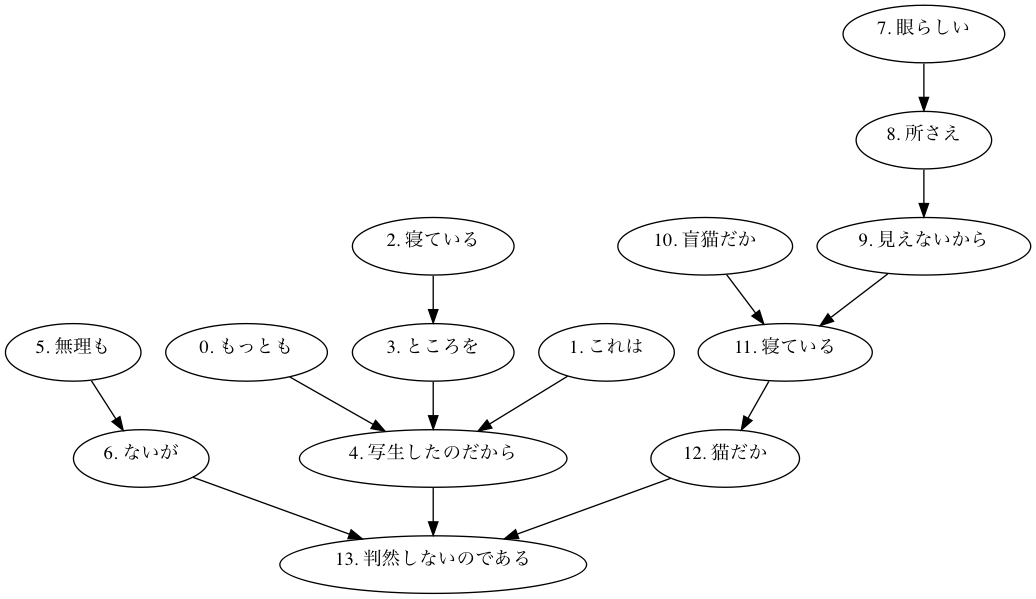 7. 眼らしい
8. 所さえ
2. 寝ている
10. 盲猫だか
9. 見えないから
5. 無理も
0. もっとも
3. ところを
1. これは
11. 寝ている
6. ないが
4. 写生したのだから
12. 猫だか
13. 判然しないのである